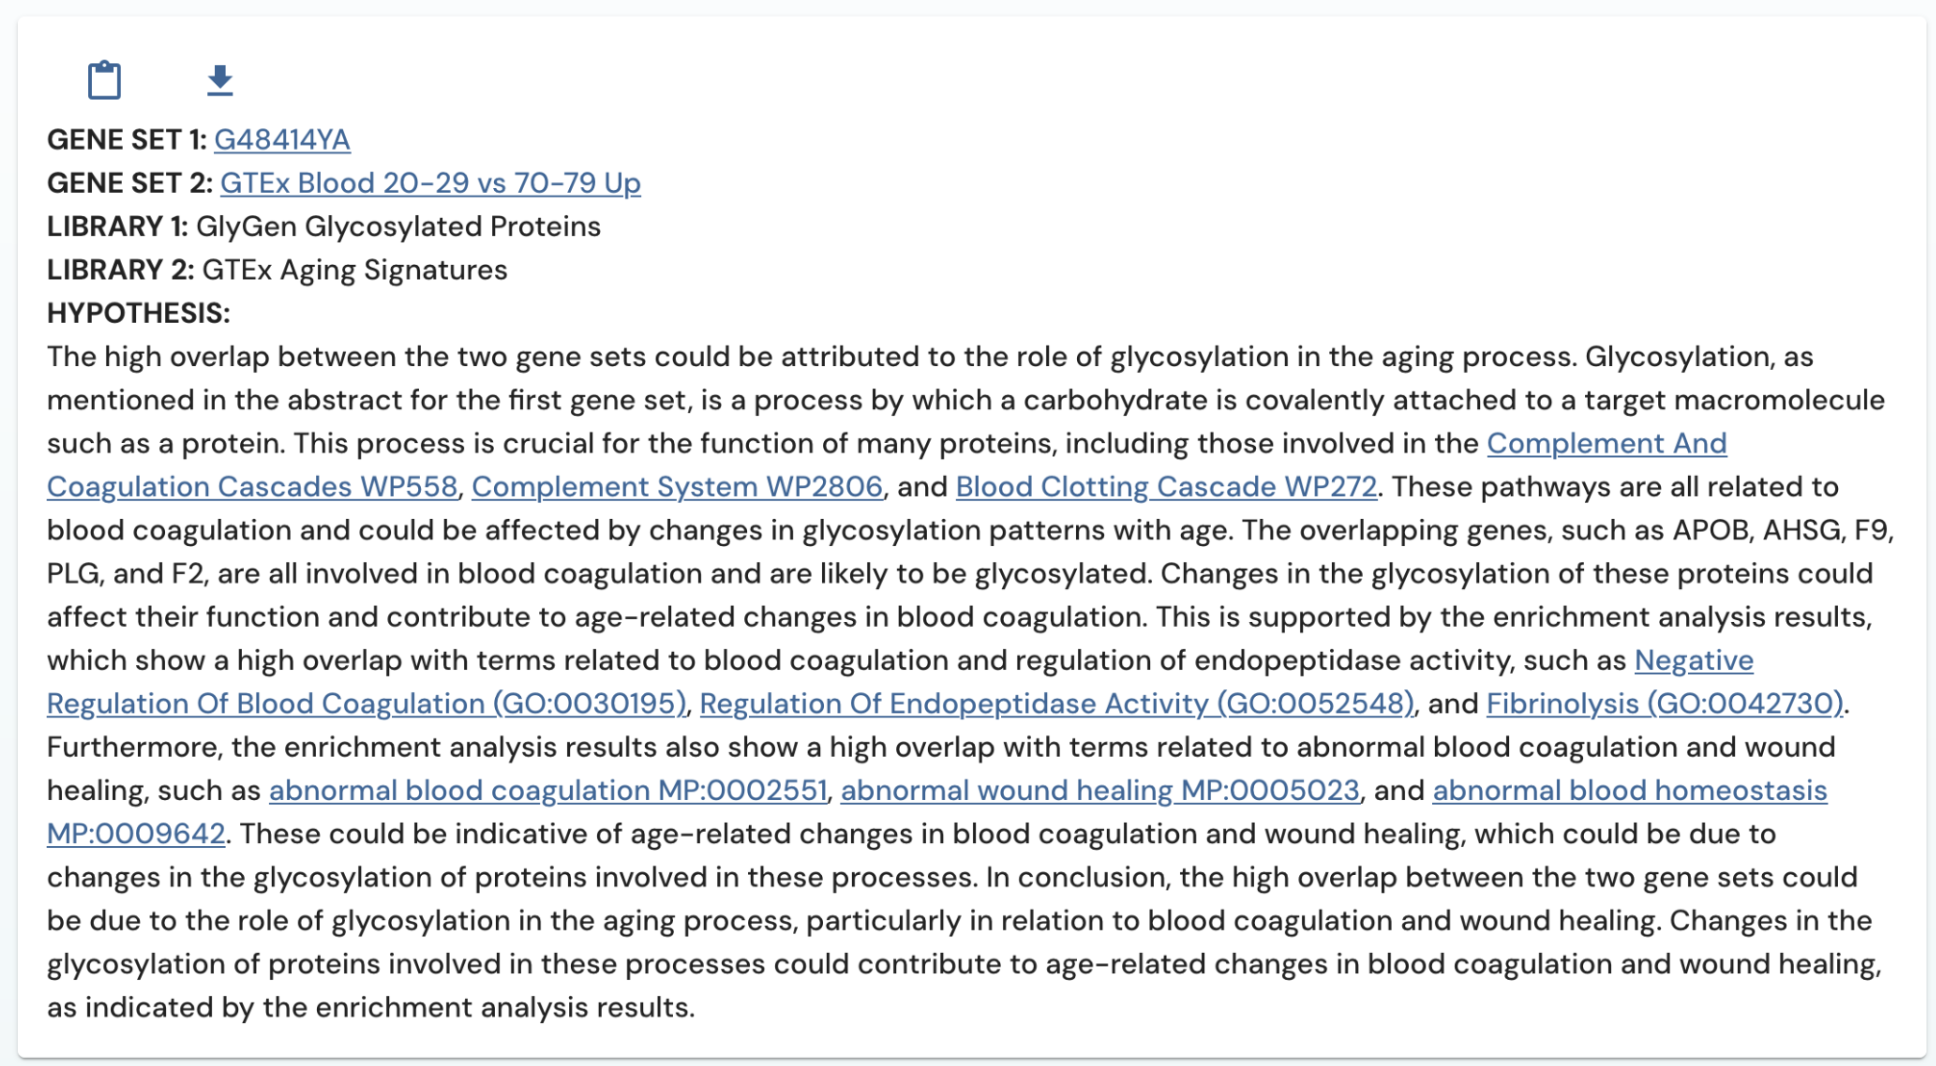 GENE SET 1: G48414YA
GENE SET 2: GTEx Blood 20-29 vs 70-79 Up
LIBRARY 1: GlyGen Glycosylated Proteins
LIBRARY 2: GTEx Aging Signatures
HYPOTHESIS:
The high overlap between the two gene sets could be attributed to the role of glycosylation in the aging process. Glycosylation, as
mentioned in the abstract for the first gene set, is a process by which a carbohydrate is covalently attached to a target macromolecule
such as a protein. This process is crucial for the function of many proteins, including those involved in the Complement And
Coagulation Cascades WP558, Complement System WP2806, and Blood Clotting Cascade WP272. These pathways are all related to
blood coagulation and could be affected by changes in glycosylation patterns with age. The overlapping genes, such as APOB, AHSG, F9,
PLG, and F2, are all involved in blood coagulation and are likely to be glycosylated. Changes in the glycosylation of these proteins could
affect their function and contribute to age-related changes in blood coagulation. This is supported by the enrichment analysis results,
which show a high overlap with terms related to blood coagulation and regulation of endopeptidase activity, such as Negative
Regulation Of Blood Coagulation (GO:0030195), Regulation Of Endopeptidase Activity (GO:0052548), and Fibrinolysis (GO:0042730).
Furthermore, the enrichment analysis results also show a high overlap with terms related to abnormal blood coagulation and wound
healing, such as abnormal blood coagulation MP:0002551, abnormal wound healing MP:0005023, and abnormal blood homeostasis
MP:0009642. These could be indicative of age-related changes in blood coagulation and wound healing, which could be due to
changes in the glycosylation of proteins involved in these processes. In conclusion, the high overlap between the two gene sets could
be due to the role of glycosylation in the aging process, particularly in relation to blood coagulation and wound healing. Changes in the
glycosylation of proteins involved in these processes could contribute to age-related changes in blood coagulation and wound healing,
as indicated by the enrichment analysis results.